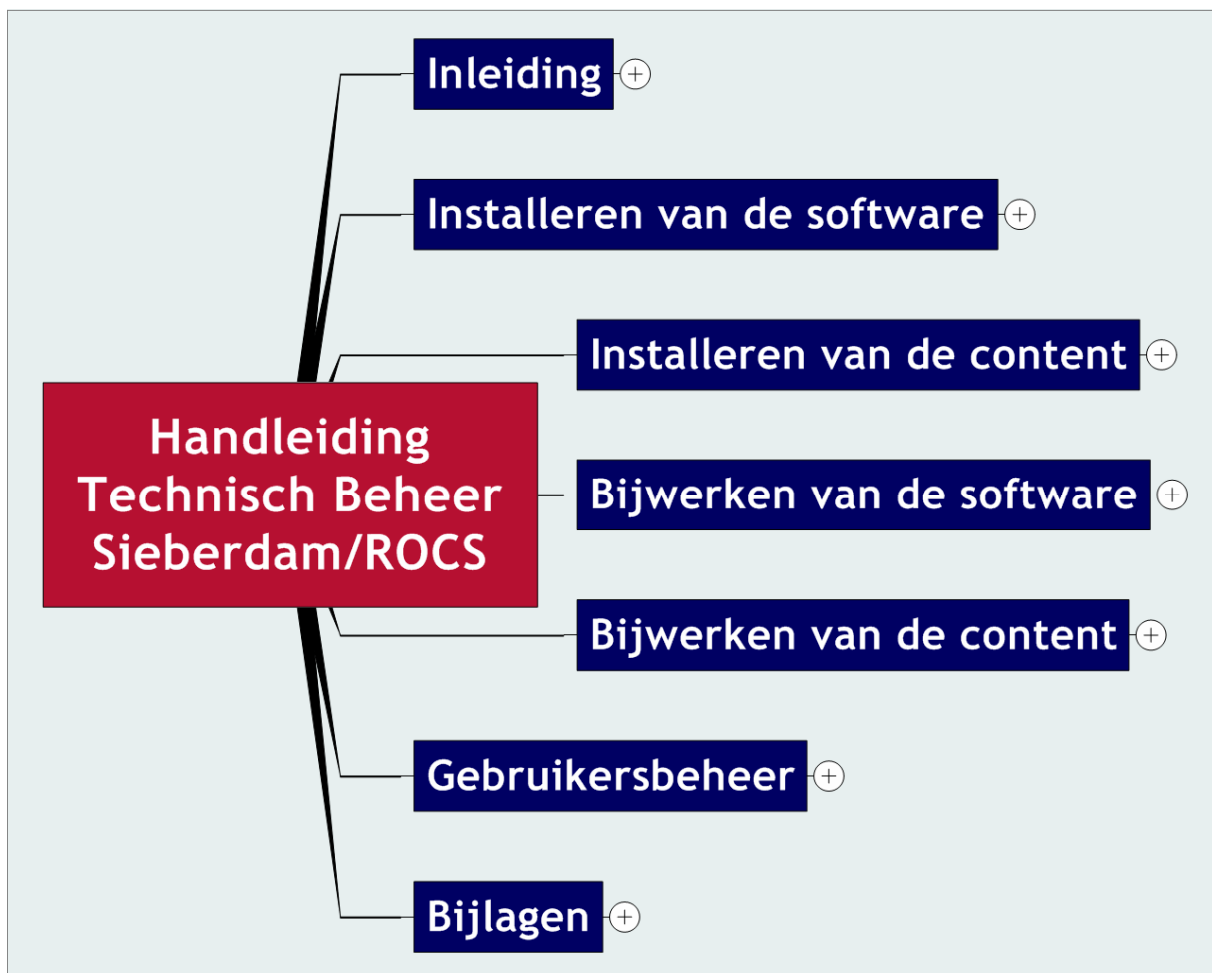 Inleiding
Installeren van de software
Installeren van de content
Handleiding
Technisch Beheer
Sieberdam/ROCS
Bijwerken van de software
Bijwerken van de content
Gebruikersbeheer
Bijlagen